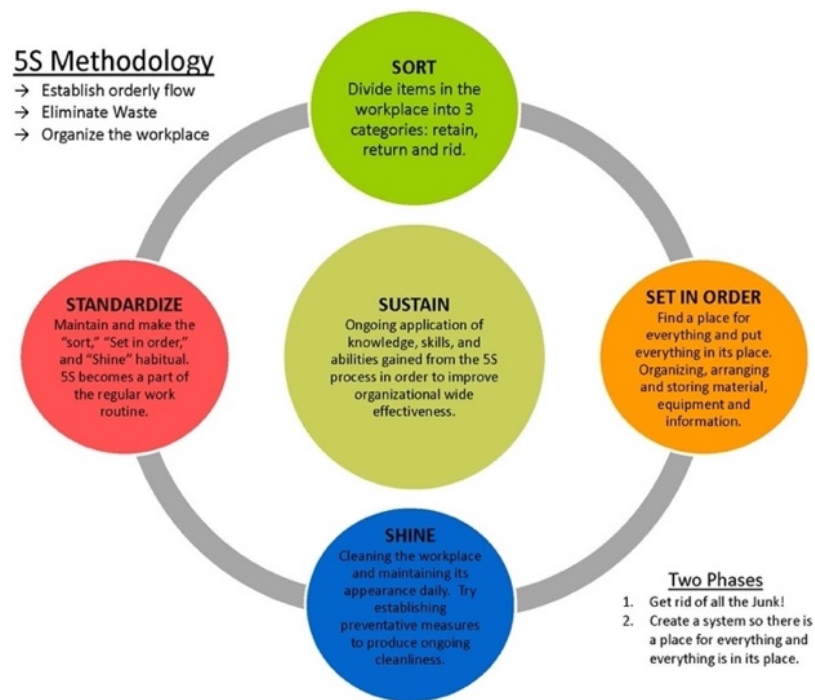 5S Methodology
→ Establish orderly flow
→ Eliminate Waste
→ Organize the workplace
SORT
Divide items in the
workplace into 3
categories: retain,
return and rid.
STANDARDIZE
Maintain and make the
“sort,” “Set in order,”
and “Shine” habitual.
5S becomes a part of
the regular work
routine.
SUSTAIN
Ongoing application of
knowledge, skills, and
abilities gained from the 5S
process in order to improve
organizational wide
effectiveness.
SET IN ORDER
Find a place for
everything and put
everything in its place.
Organizing, arranging
and storing material,
equipment and
information.
SHINE
Cleaning the workplace
and maintaining its
appearance daily. Try
establishing
preventative measures
to produce ongoing
cleanliness.
Two Phases
1. Get rid of all the Junk!
2. Create a system so there is
a place for everything and
everything is in its place.